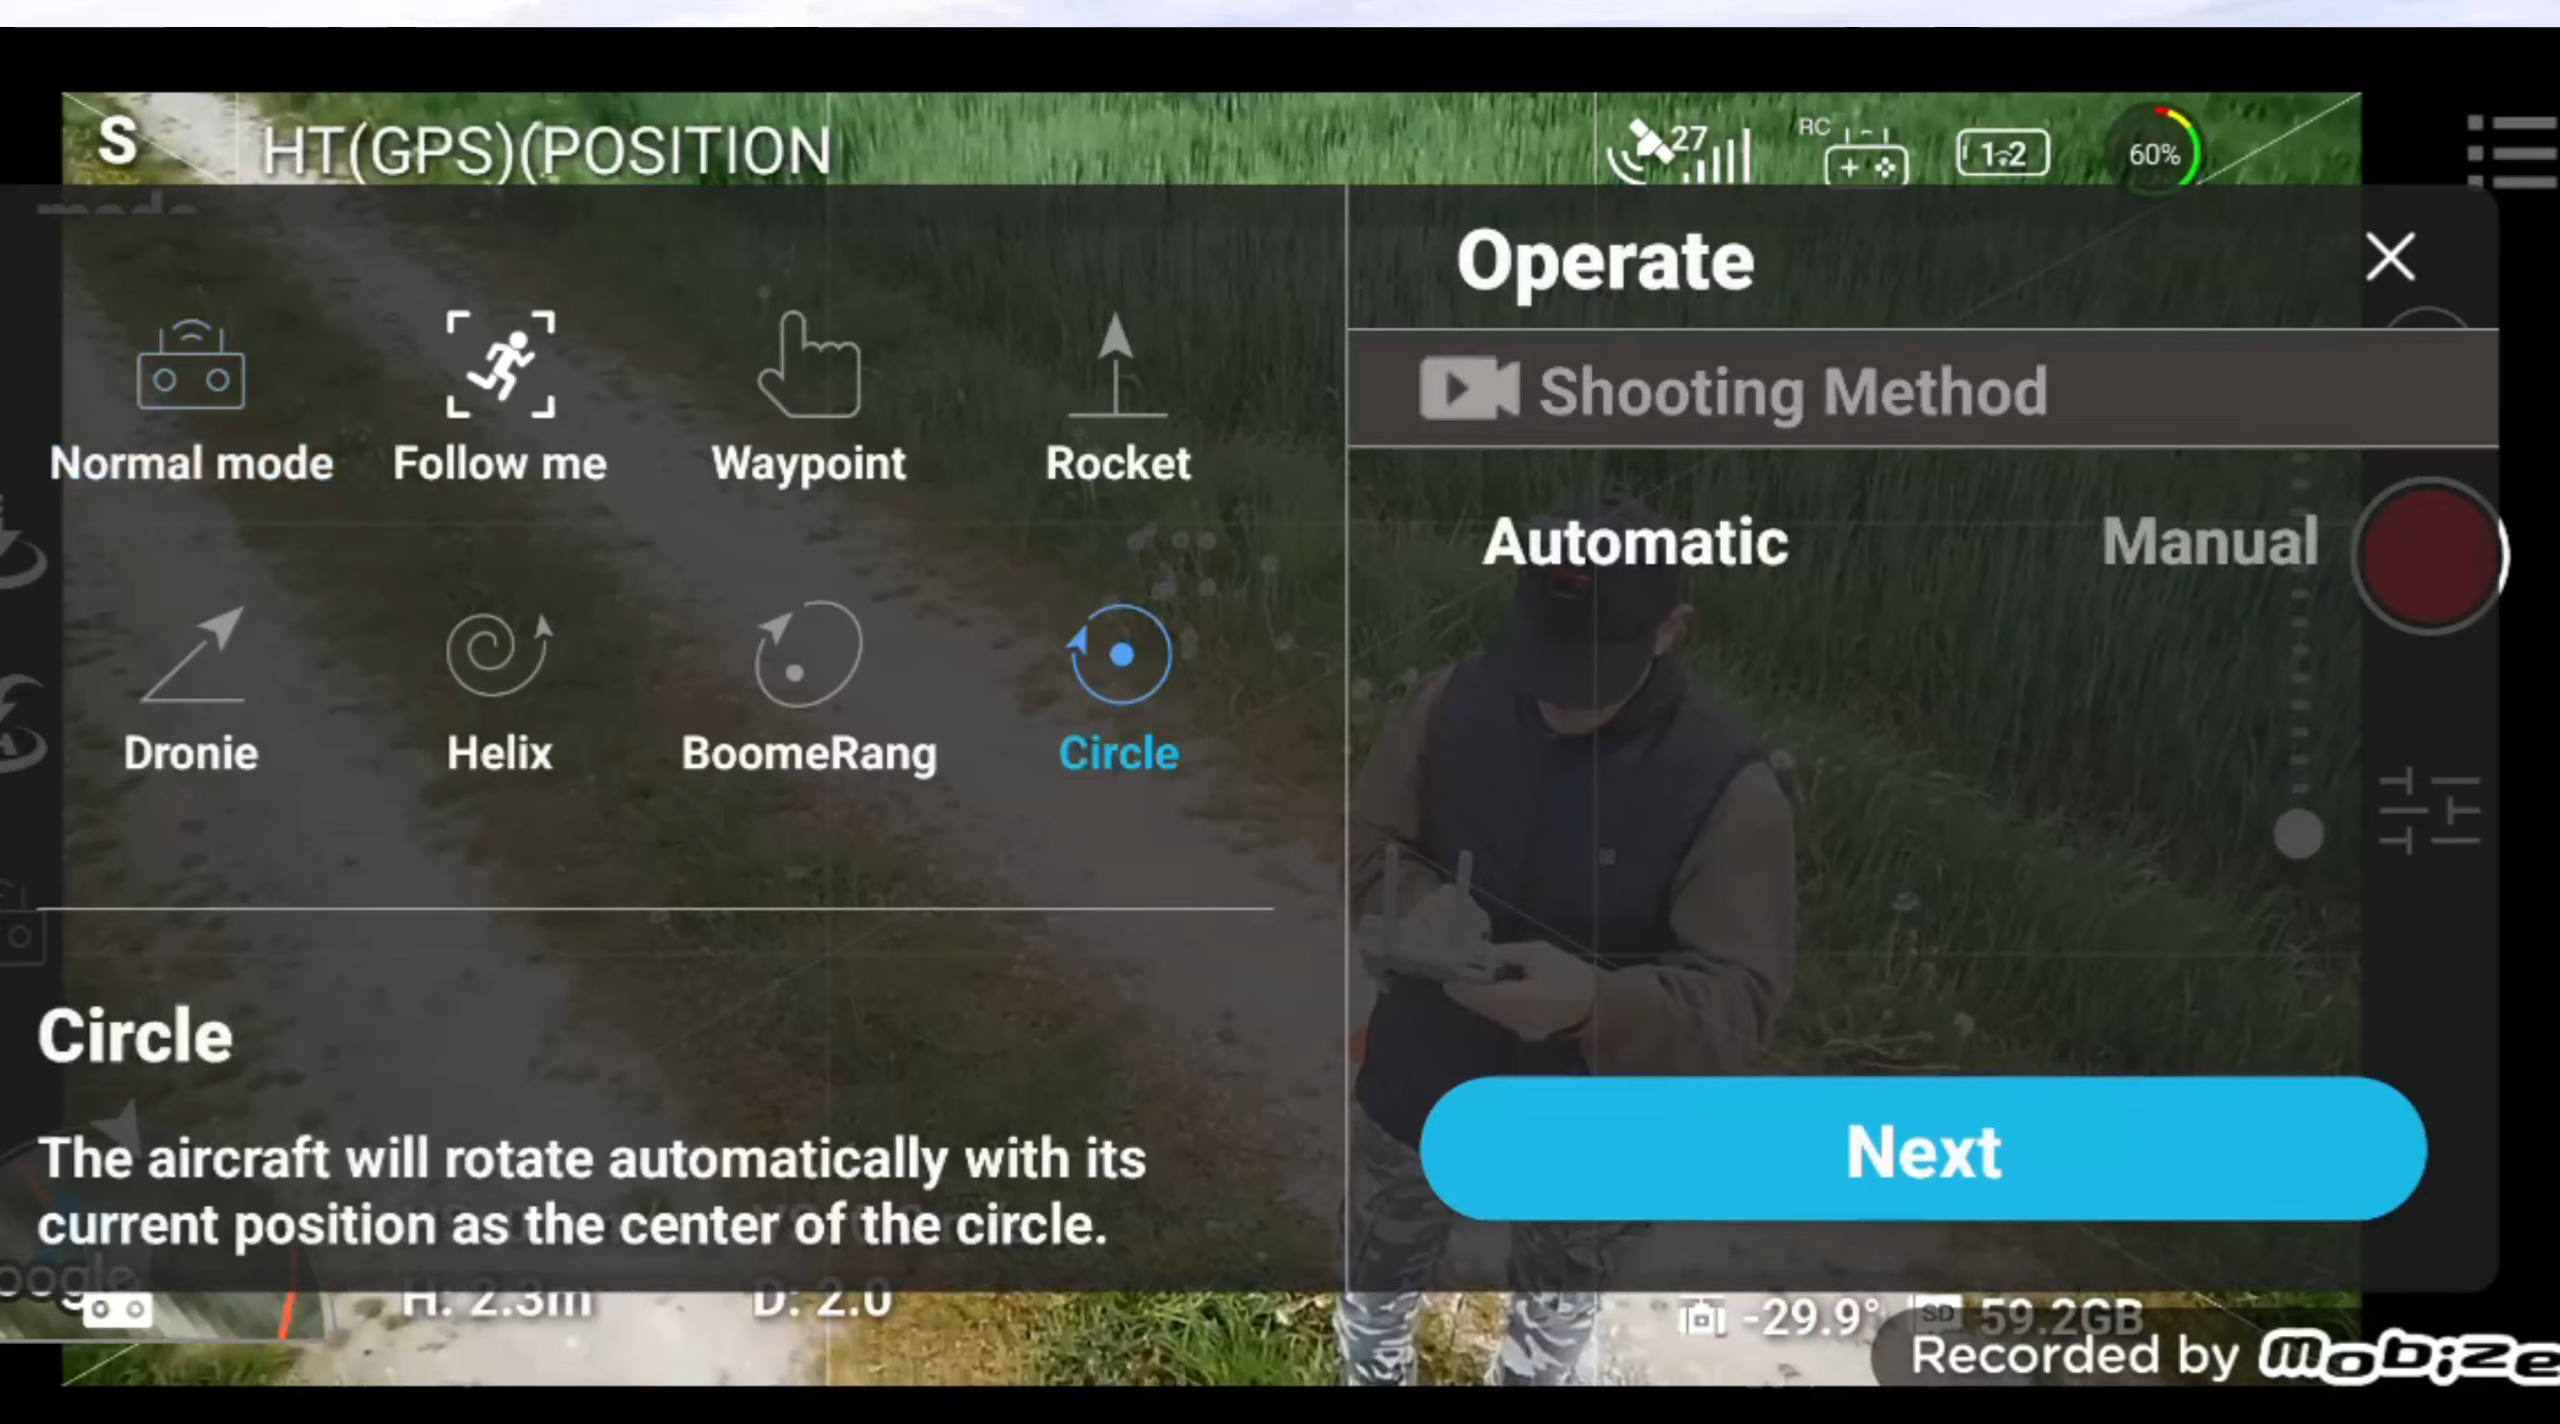 S HT(GPS)(POSITION 27 RC 1 2 60%
mode
Operate
Shooting Method
Normal mode Follow me Waypoint Rocket
Automatic Manual
Dronie Helix BoomeRang Circle
Circle
The aircraft will rotate automatically with its
current position as the center of the circle.
Next
H: 2.3m D: 2.0 -29.9° SD 59.2GB
Recorded by